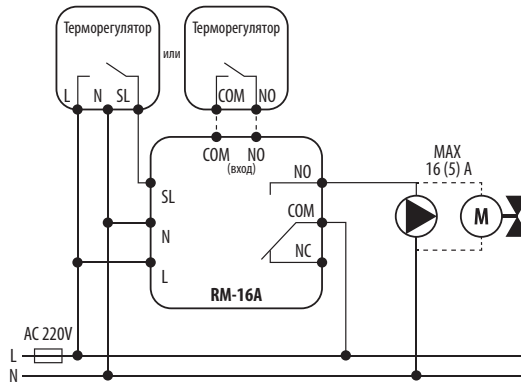 Терморегулятор
или
Терморегулятор
L N SL
COM NO
COM NO
(вход)
MAX
16 (5) A
SL
N
L
NO
COM
NC
M
RM-16A
AC 220V
L
N